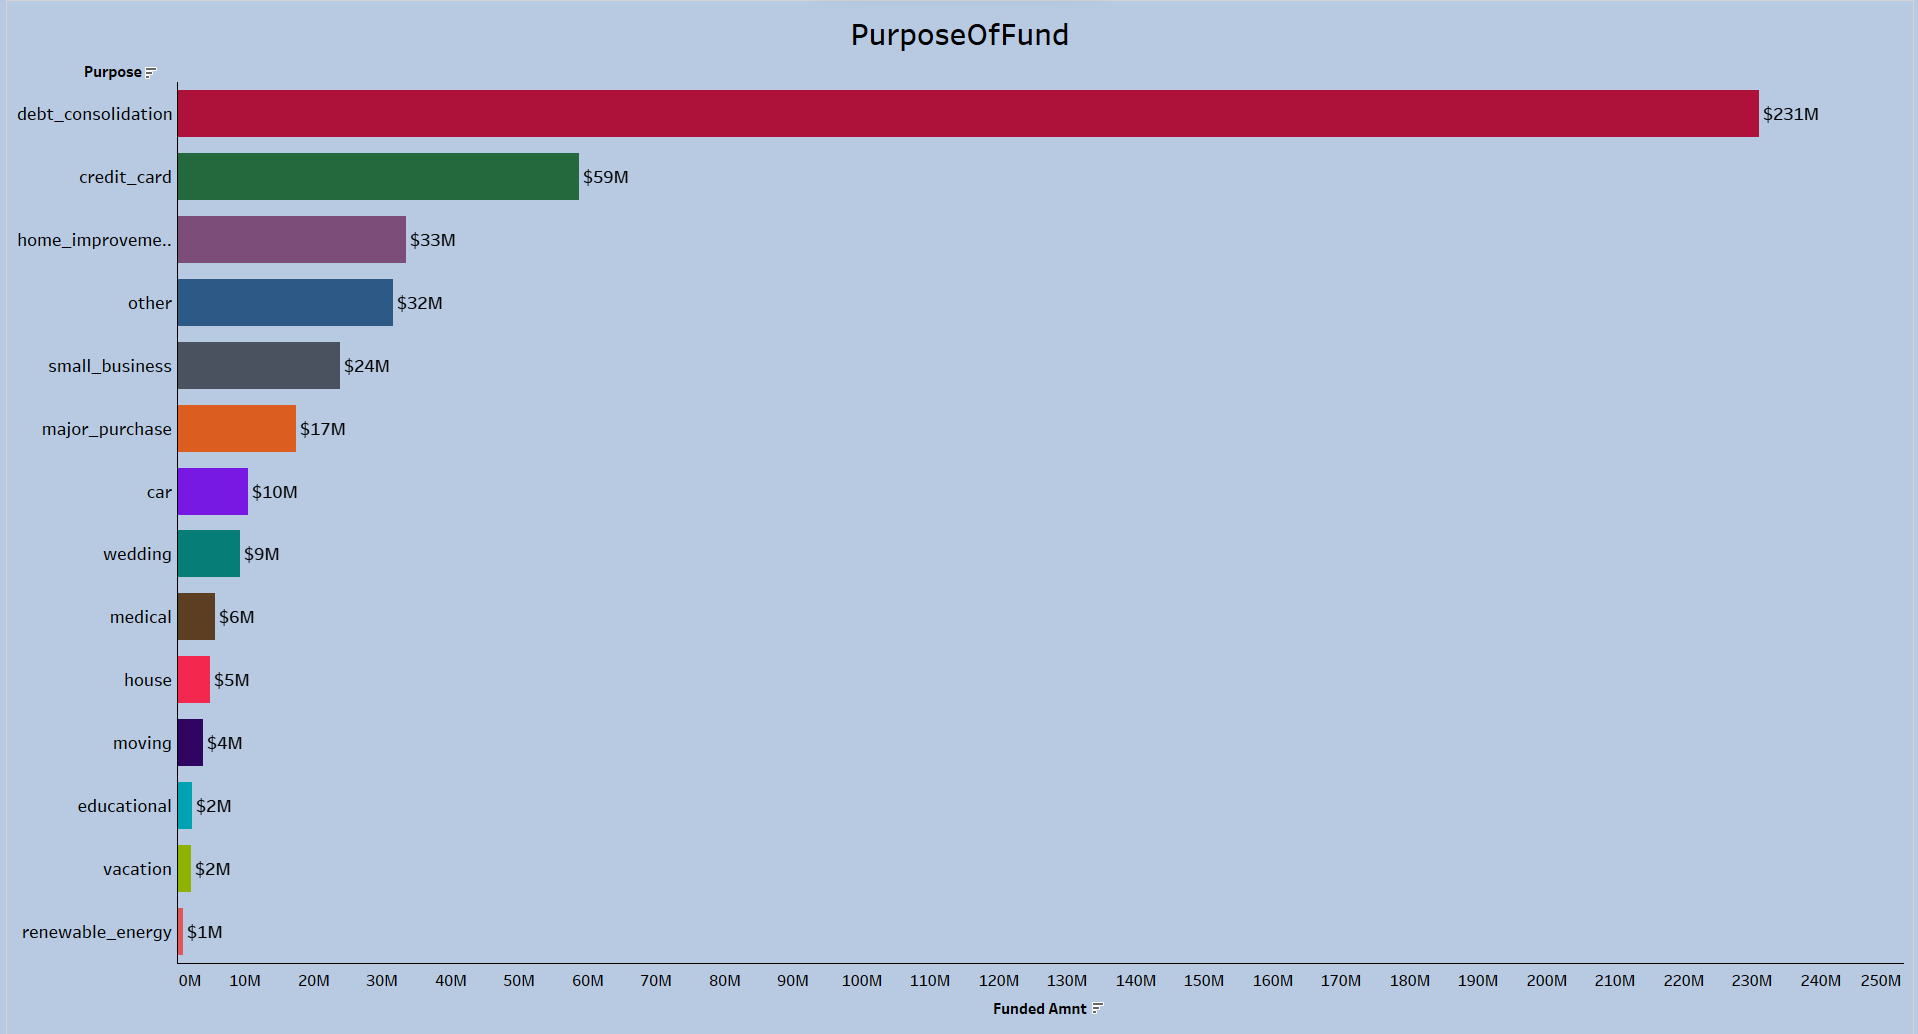 PurposeOfFund
Purpose
debt_consolidation $231M
credit_card $59M
home_improveme.. $33M
other $32M
small_business $24M
major_purchase $17M
car $10M
wedding $9M
medical $6M
house $5M
moving $4M
educational $2M
vacation $2M
renewable_energy $1M
0M 10M 20M 30M 40M 50M 60M 70M 80M 90M 100M 110M 120M 130M 140M 150M 160M 170M 180M 190M 200M 210M 220M 230M 240M 250M
Funded Amnt